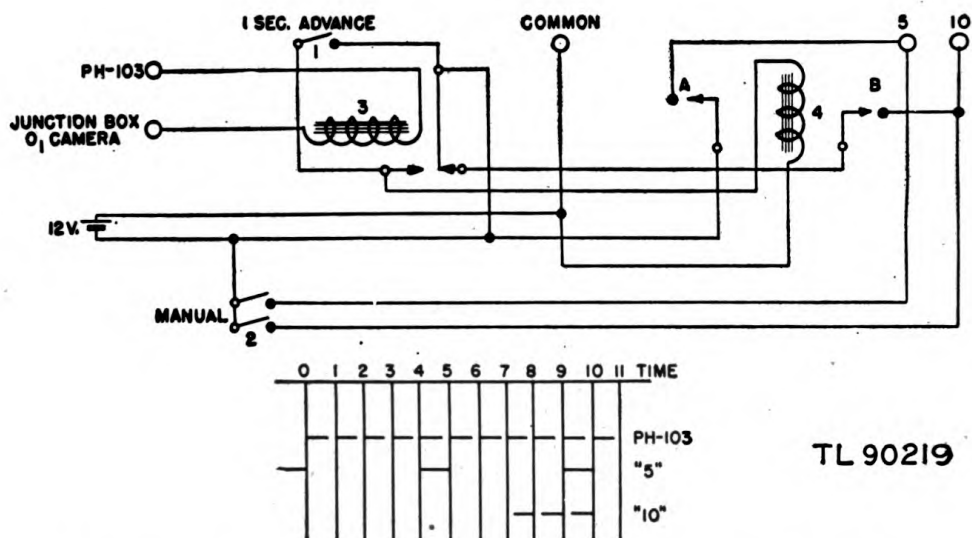 1 SEC. ADVANCE
COMMON
5
10
1
PH-103
A
B
3
4
JUNCTION BOX
O1 CAMERA
12V.
MANUAL
2
0 1 2 3 4 5 6 7 8 9 10 11 TIME
PH-103
"5"
TL 90219
"10"